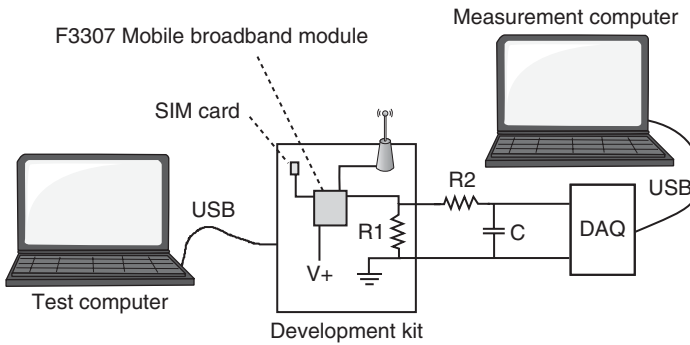 Measurement computer
F3307 Mobile broadband module
SIM card
R2
USB
USB
R1
C
DAQ
V+
Test computer
Development kit